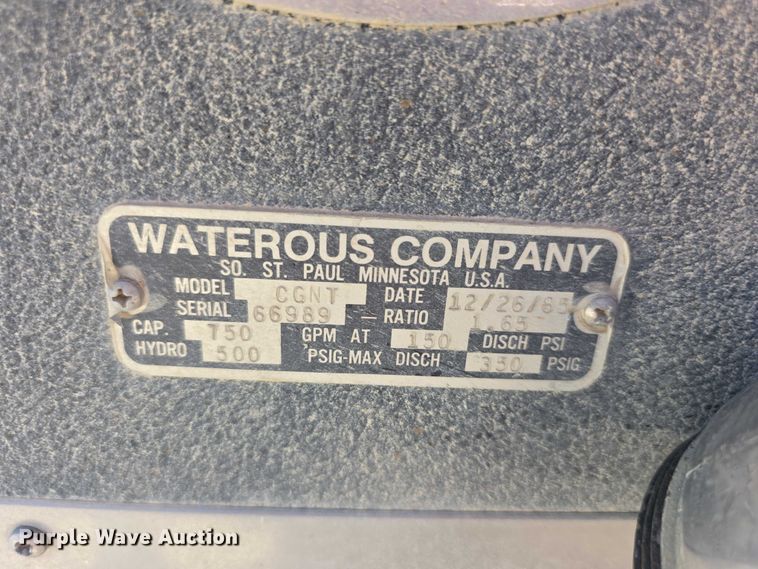 WATEROUS COMPANY
SO. ST. PAUL MINNESOTA U.S.A.
MODEL CGNT DATE 12/26/85
SERIAL 66989 - RATIO 1.65
CAP. 750 GPM AT 150 DISCH PSI
HYDRO 500 PSIG-MAX DISCH 350 PSIG
Purple Wave Auction